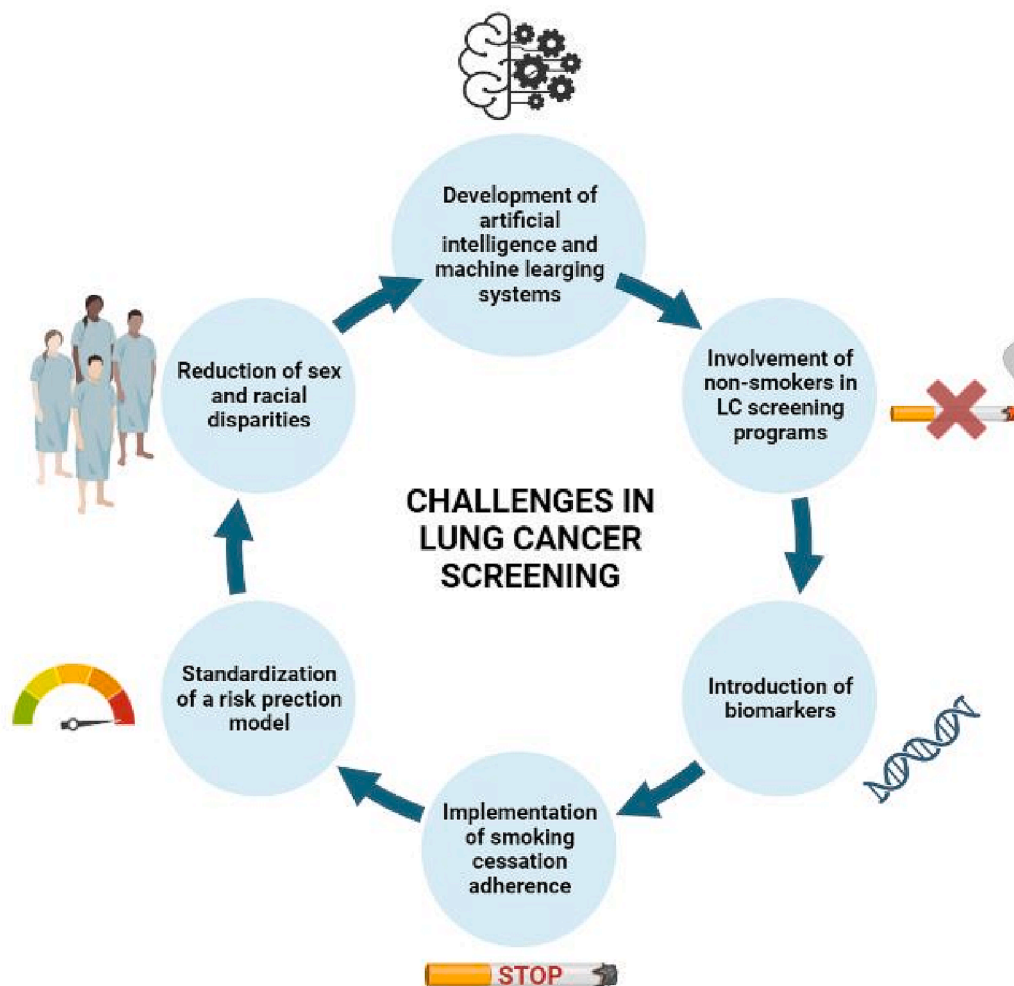 Development of
artificial
intelligence and
machine learging
systems
Involvement of
non-smokers in
LC screening
programs
Introduction of
biomarkers
Implementation
of smoking
cessation
adherence
STOP
Standardization
of a risk prection
model
Reduction of sex
and racial
disparities
CHALLENGES IN
LUNG CANCER
SCREENING